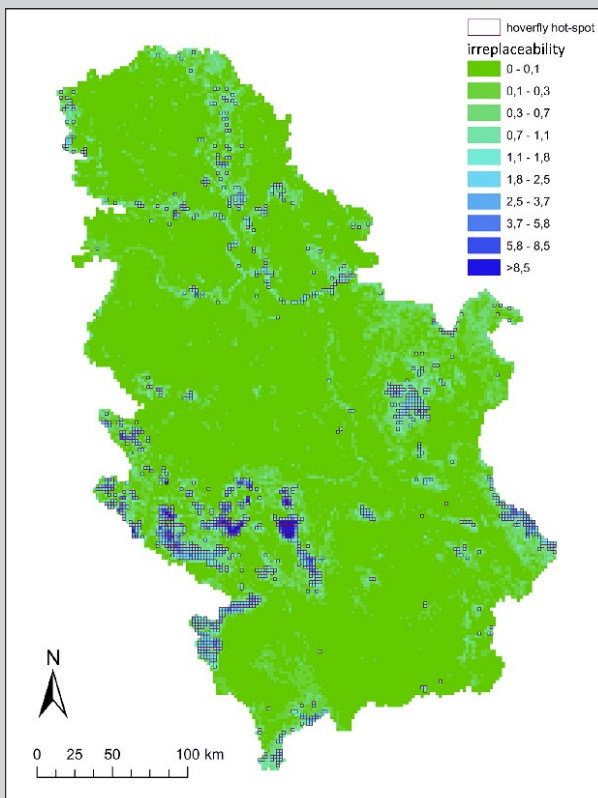 hoverfly hot-spot
irreplaceability
0 - 0,1
0,1 - 0,3
0,3 - 0,7
0,7 - 1,1
1,1 - 1,8
1,8 - 2,5
2,5 - 3,7
3,7 - 5,8
5,8 - 8,5
>8,5
N
0 25 50 100 km